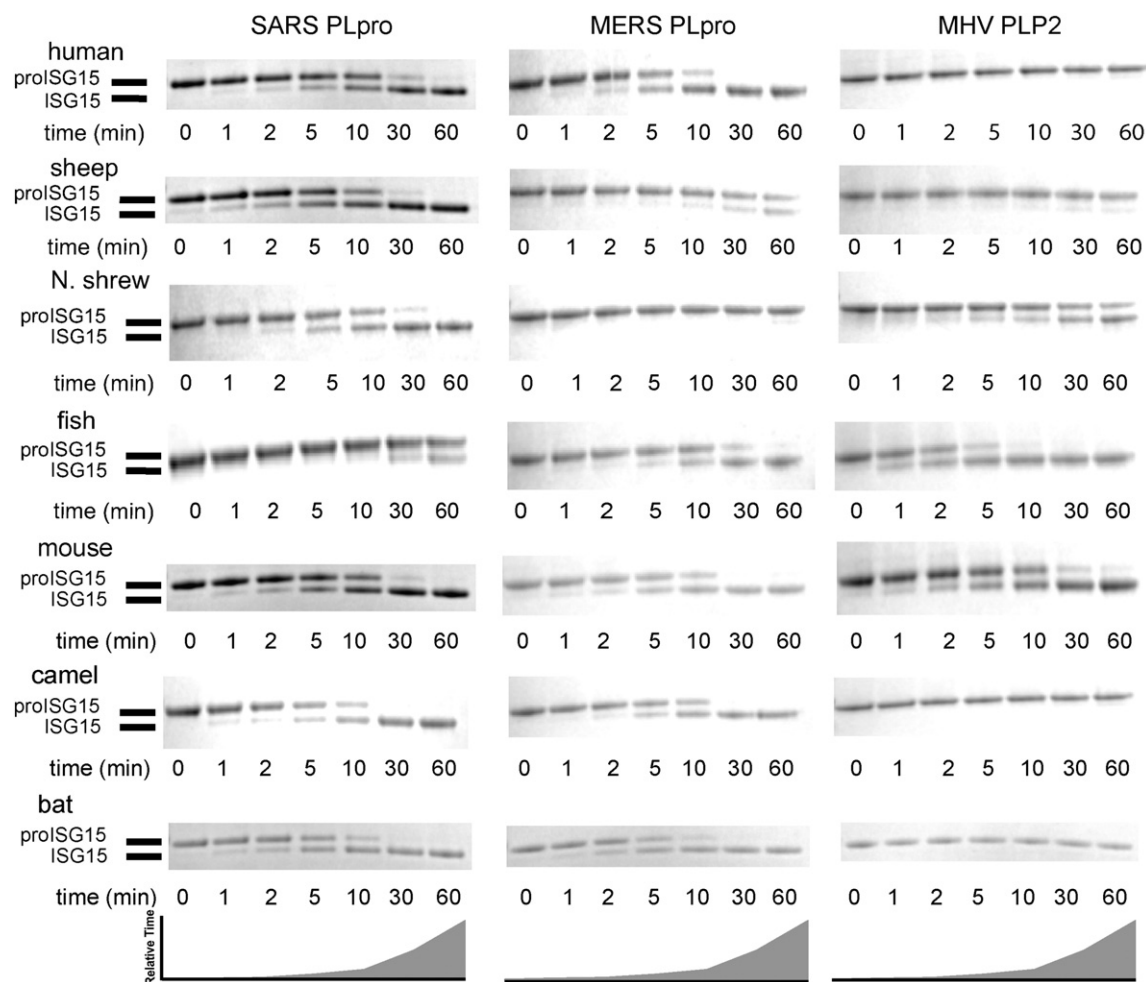 SARS PLpro MERS PLpro MHV PLP2
human
proISG15
ISG15
time (min) 0 1 2 5 10 30 60 0 1 2 5 10 30 60 0 1 2 5 10 30 60
sheep
proISG15
ISG15
time (min) 0 1 2 5 10 30 60 0 1 2 5 10 30 60 0 1 2 5 10 30 60
N. shrew
proISG15
ISG15
time (min) 0 1 2 5 10 30 60 0 1 2 5 10 30 60 0 1 2 5 10 30 60
fish
proISG15
ISG15
time (min) 0 1 2 5 10 30 60 0 1 2 5 10 30 60 0 1 2 5 10 30 60
mouse
proISG15
ISG15
time (min) 0 1 2 5 10 30 60 0 1 2 5 10 30 60 0 1 2 5 10 30 60
camel
proISG15
ISG15
time (min) 0 1 2 5 10 30 60 0 1 2 5 10 30 60 0 1 2 5 10 30 60
bat
proISG15
ISG15
time (min) 0 1 2 5 10 30 60 0 1 2 5 10 30 60 0 1 2 5 10 30 60
Relative Time